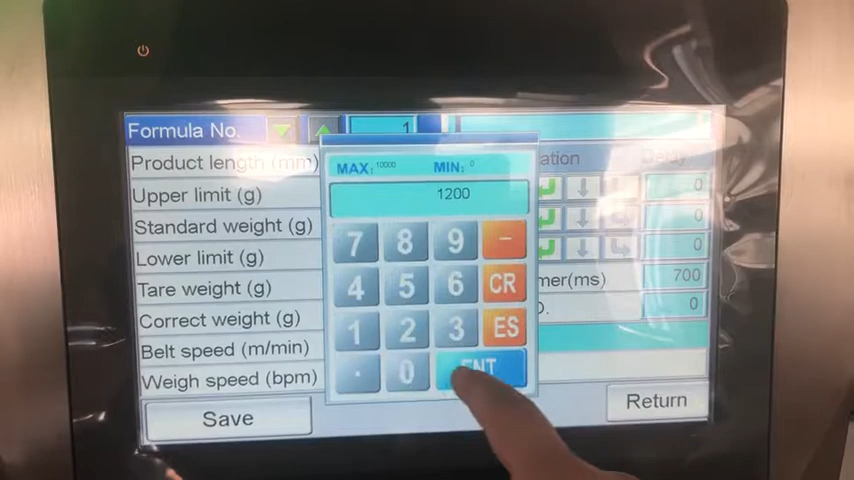 Formula No. 1
Product length (mm)
MAX: 10000 MIN: 0
ation
Upper limit (g)
1200
0
Standard weight (g)
0
Lower limit (g)
0
Tare weight (g)
mer(ms) 700
Correct weight (g)
0
Belt speed (m/min)
Weigh speed (bpm)
7 8 9 −
4 5 6 CR
1 2 3 ES
. 0 ENT
Save
Return